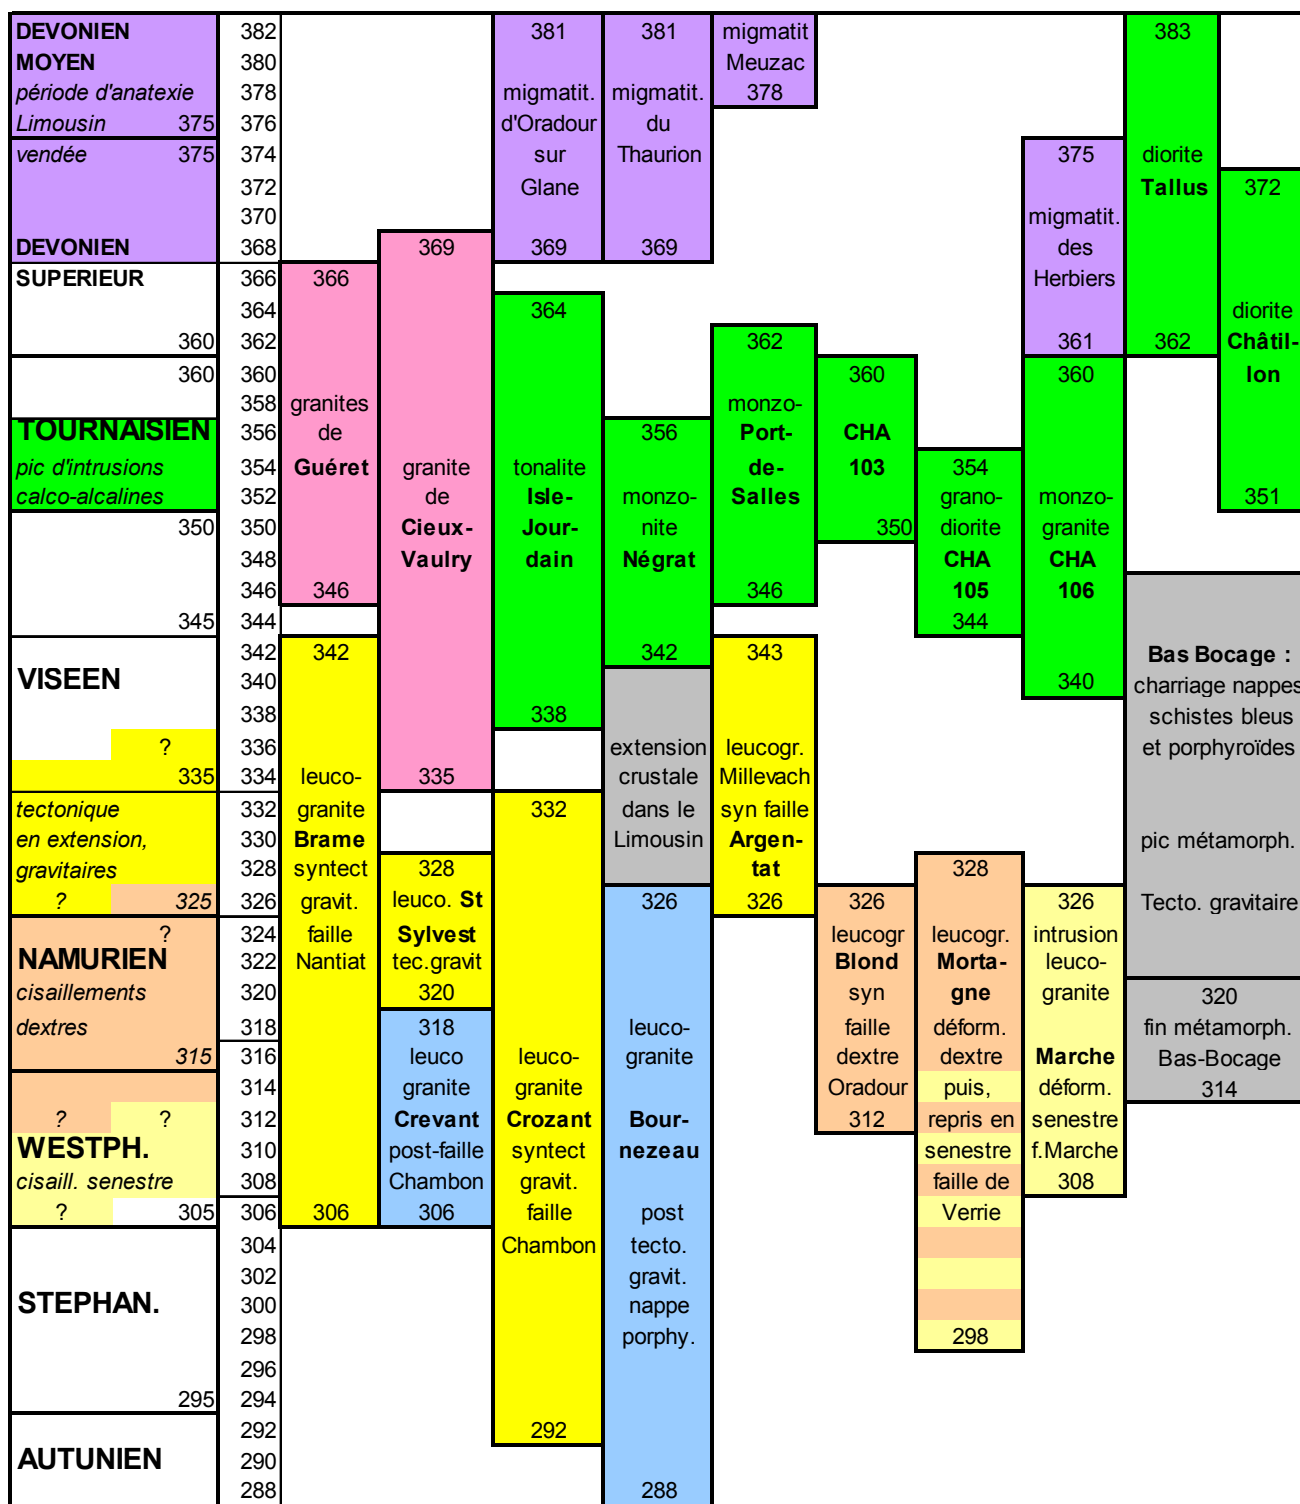 DEVONIEN 382 381 381 migmatit 383
MOYEN 380 Meuzac
période d'anatexie 378 migmatit. migmatit. 378
Limousin 375 376 d'Oradour du
vendée 375 374 sur Thaurion 375 diorite
372 Glane Tallus 372
370 migmatit.
DEVONIEN 368 369 369 369 des
SUPERIEUR 366 366 Herbiers
364 364 diorite
360 362 362 361 362 Châtil-
360 360 360 360 lon
358 granites monzo-
TOURNAISIEN 356 de 356 Port- CHA
pic d'intrusions 354 Guéret granite tonalite de- 103 354
calco-alcalines 352 de Isle- monzo- Salles grano- monzo- 351
350 350 Cieux- Jour- nite 350 diorite granite
348 Vaulry dain Négrat CHA CHA
346 346 346 105 106
345 344 344
342 342 342 343 Bas Bocage :
VISEEN 340 340 charriage nappes
338 338 schistes bleus
? 336 extension leucogr. et porphyroïdes
335 334 leuco- 335 crustale Millevach
tectonique 332 granite 332 dans le syn faille
en extension, 330 Brame Limousin Argen- pic métamorph.
gravitaires 328 syntect 328 tat 328
? 325 326 gravit. leuco. St 326 326 326 326 Tecto. gravitaire
? 324 faille Sylvest leucogr leucogr. intrusion
NAMURIEN 322 Nantiat tec.gravit Blond Morta- leuco-
cisaillements 320 320 syn gne granite 320
dextres 318 318 leuco- faille déform. fin métamorph.
315 316 leuco leuco- granite dextre dextre Marche Bas-Bocage
314 granite granite Oradour puis, déform. 314
? ? 312 Crevant Crozant Bour- 312 repris en senestre
WESTPH. 310 post-faille syntect nezeau senestre f.Marche
cisaill. senestre 308 Chambon gravit. faille de 308
? 305 306 306 306 faille post Verrie
304 Chambon tecto.
302 gravit.
STEPHAN. 300 nappe
298 porphy. 298
296
295 294
292 292
AUTUNIEN 290
288 288